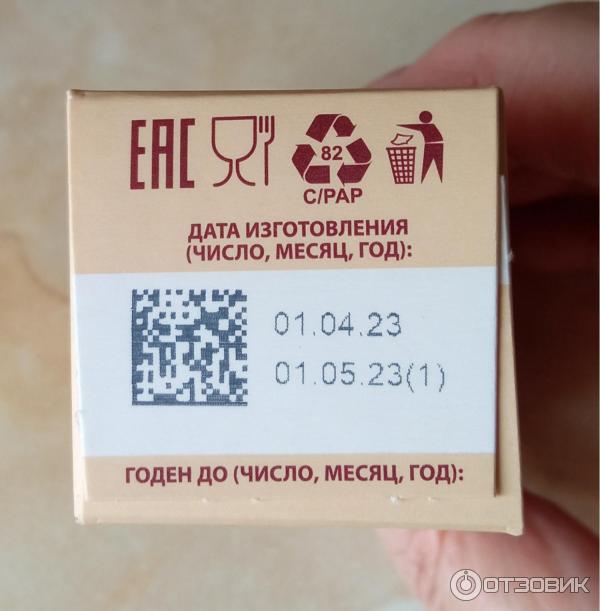 ЕАС
82
C/PAP
ДАТА ИЗГОТОВЛЕНИЯ
(ЧИСЛО, МЕСЯЦ, ГОД):
01.04.23
01.05.23(1)
ГОДЕН ДО (ЧИСЛО, МЕСЯЦ, ГОД):
ОТЗОВИК